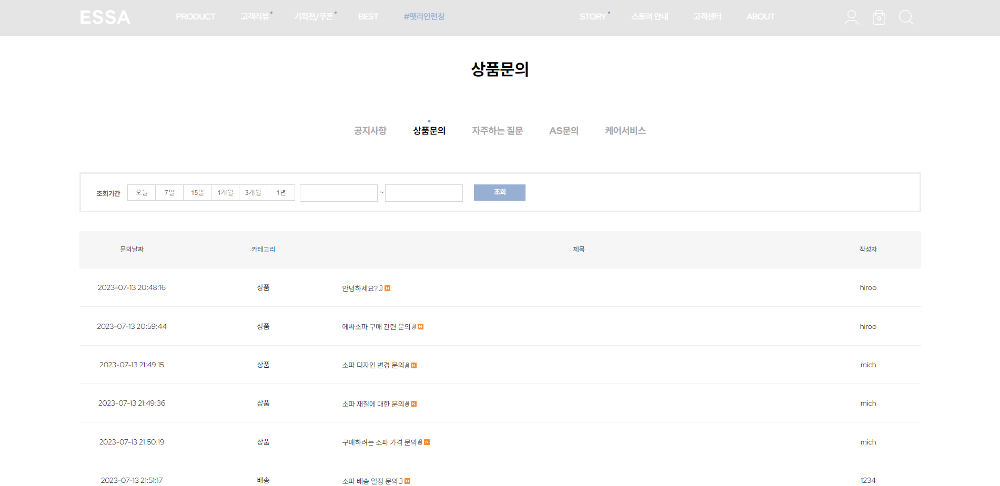 ESSA PRODUCT 고객리뷰 기획전/쿠폰 BEST #펫라인런칭 STORY 스토어 안내 고객센터 ABOUT 0
상품문의
공지사항 상품문의 자주하는 질문 AS문의 케어서비스
조회기간 오늘 7일 15일 1개월 3개월 1년 ~ 조회
문의날짜 카테고리 제목 작성자
2023-07-13 20:48:16 상품 안녕하세요? N hiroo
2023-07-13 20:59:44 상품 에싸소파 구매 관련 문의 N hiroo
2023-07-13 21:49:15 상품 소파 디자인 변경 문의 N mich
2023-07-13 21:49:36 상품 소파 재질에 대한 문의 N mich
2023-07-13 21:50:19 상품 구매하려는 소파 가격 문의 N mich
2023-07-13 21:51:17 배송 소파 배송 일정 문의 N 1234